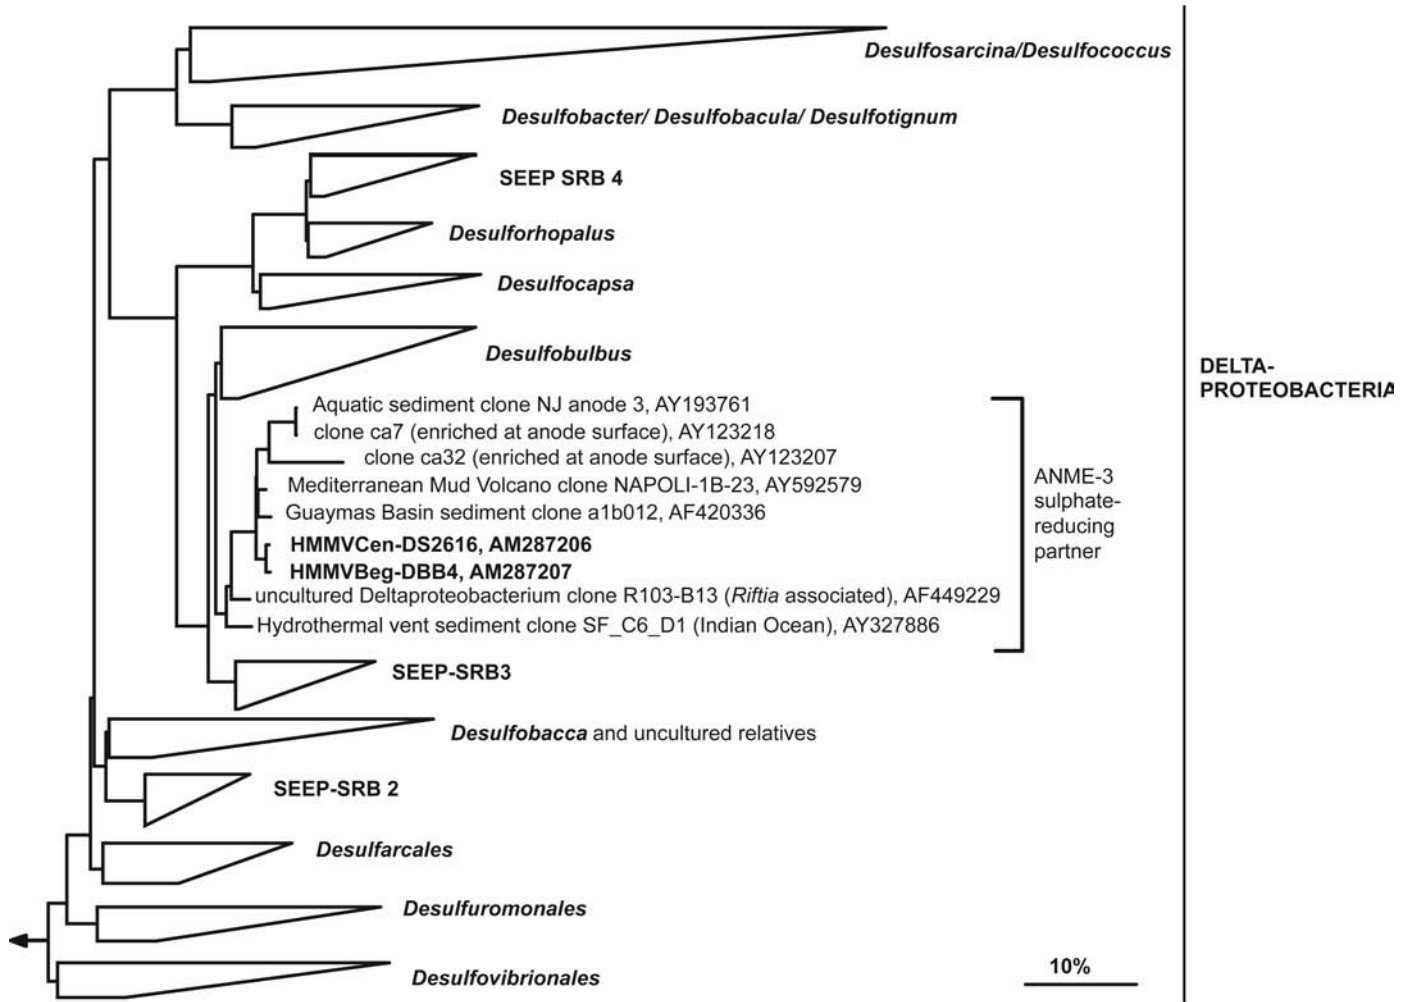 Desulfosarcina/Desulfococcus
Desulfobacter/ Desulfobacula/ Desulfotignum
SEEP SRB 4
Desulforhopalus
Desulfocapsa
Desulfobulbus
DELTA-
PROTEOBACTERIA
Aquatic sediment clone NJ anode 3, AY193761
clone ca7 (enriched at anode surface), AY123218
clone ca32 (enriched at anode surface), AY123207
Mediterranean Mud Volcano clone NAPOLI-1B-23, AY592579
Guaymas Basin sediment clone a1b012, AF420336
HMMVCen-DS2616, AM287206
HMMVBeg-DBB4, AM287207
uncultured Deltaproteobacterium clone R103-B13 (Riftia associated), AF449229
Hydrothermal vent sediment clone SF_C6_D1 (Indian Ocean), AY327886
ANME-3
sulphate-
reducing
partner
SEEP-SRB3
Desulfobacca and uncultured relatives
SEEP-SRB 2
Desulfarcales
Desulfuromonales
Desulfovibrionales
10%